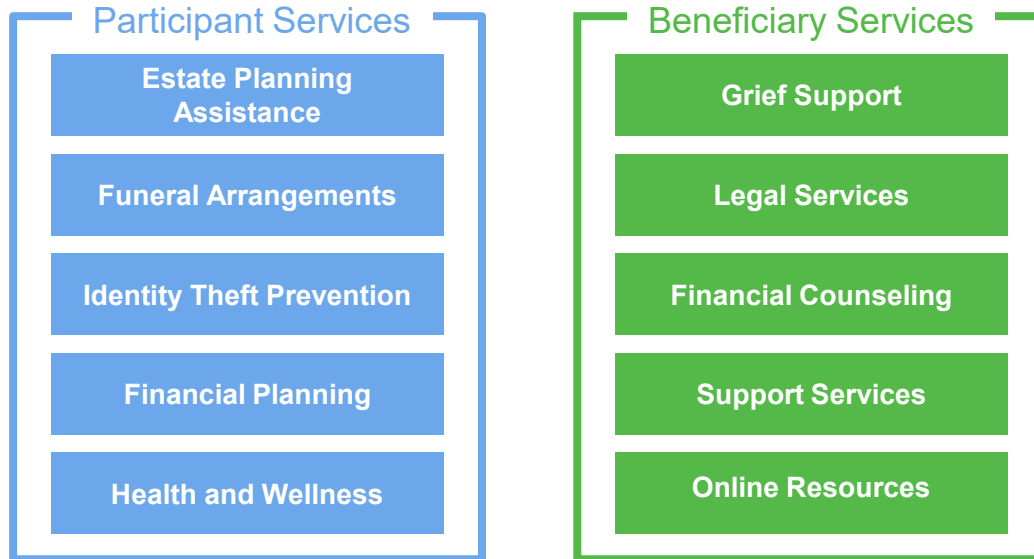 Participant Services
Estate Planning
Assistance
Funeral Arrangements
Identity Theft Prevention
Financial Planning
Health and Wellness
Beneficiary Services
Grief Support
Legal Services
Financial Counseling
Support Services
Online Resources